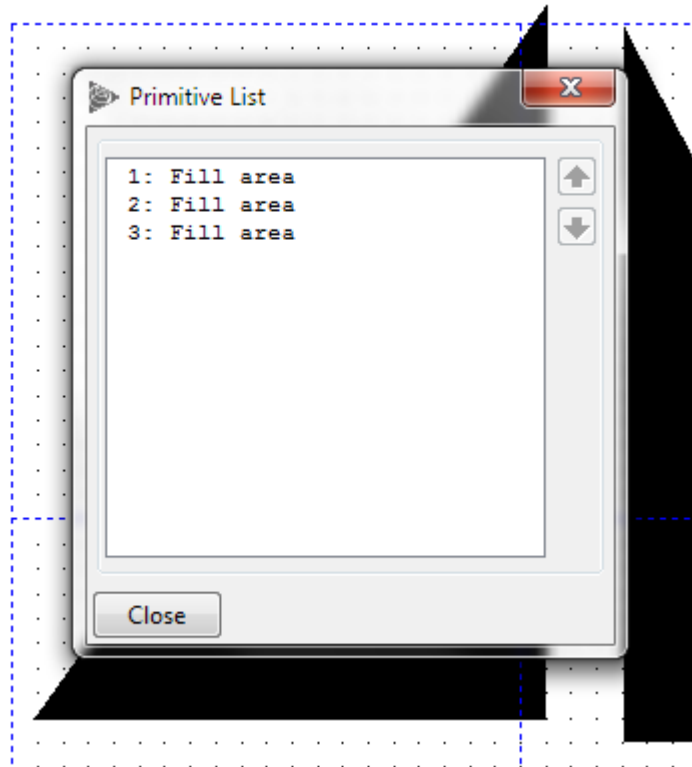 Primitive List
1: Fill area
2: Fill area
3: Fill area
Close